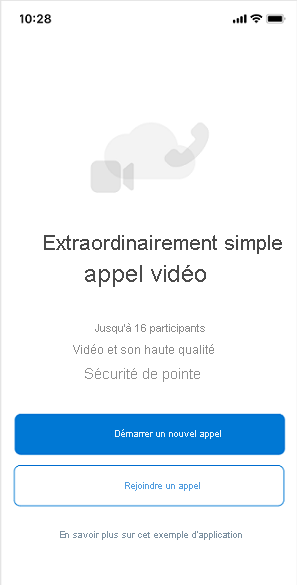 10:28
Extraordinairement simple
appel vidéo
Jusqu'à 16 participants
Vidéo et son haute qualité
Sécurité de pointe
Démarrer un nouvel appel
Rejoindre un appel
En savoir plus sur cet exemple d'application